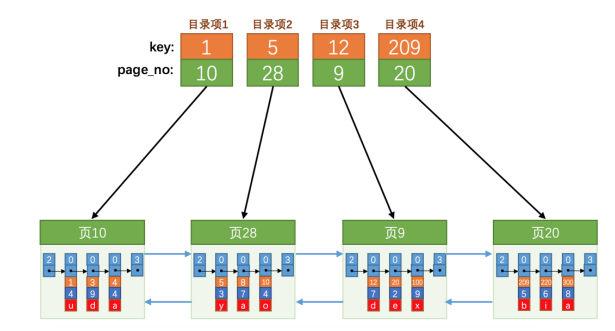 目录项1 目录项2 目录项3 目录项4
key: 1 5 12 209
page_no: 10 28 9 20
页10 页28 页9 页20
2 0 0 0 3 2 0 0 0 3 2 0 0 0 3 2 0 0 0 3
1 3 4 5 8 10 12 20 100 209 220 300
4 9 4 3 7 4 7 2 9 5 6 8
u d a y a o d e x b i a